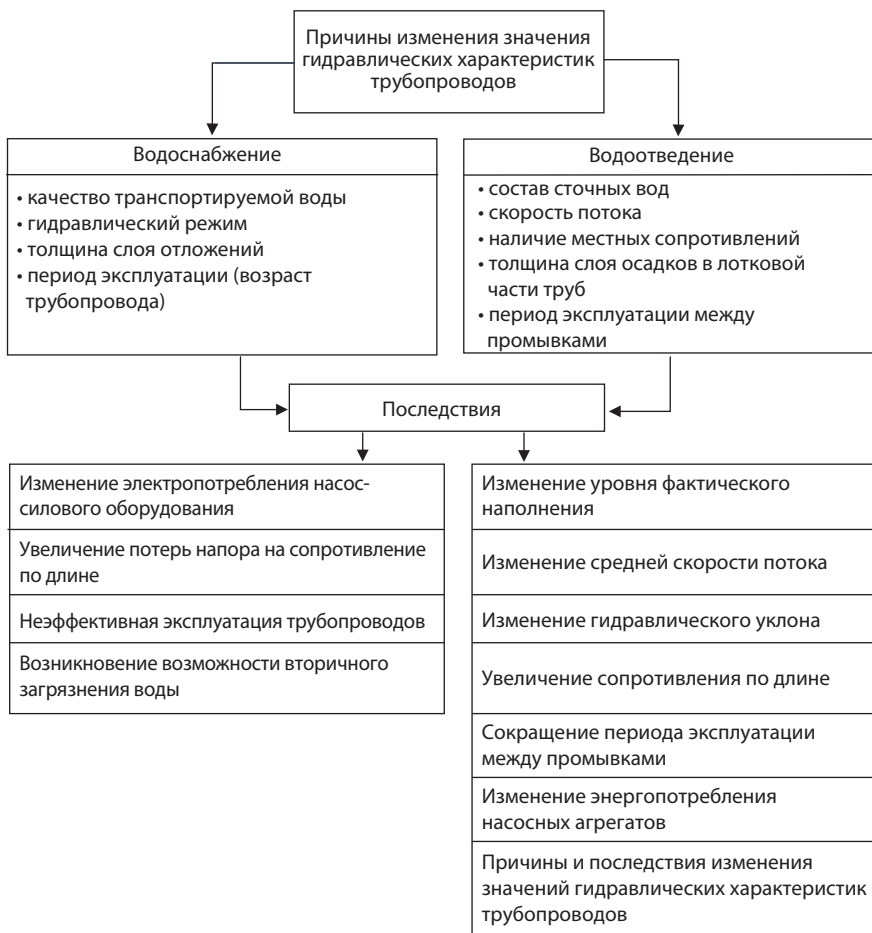 Причины изменения значения
гидравлических характеристик
трубопроводов
Водоснабжение
• качество транспортируемой воды
• гидравлический режим
• толщина слоя отложений
• период эксплуатации (возраст
трубопровода)
Водоотведение
• состав сточных вод
• скорость потока
• наличие местных сопротивлений
• толщина слоя осадков в лотковой
части труб
• период эксплуатации между
промывками
Последствия
Изменение электропотребления насос-
силового оборудования
Увеличение потерь напора на сопротивление
по длине
Неэффективная эксплуатация трубопроводов
Возникновение возможности вторичного
загрязнения воды
Изменение уровня фактического
наполнения
Изменение средней скорости потока
Изменение гидравлического уклона
Увеличение сопротивления по длине
Сокращение периода эксплуатации
между промывками
Изменение энергопотребления
насосных агрегатов
Причины и последствия изменения
значений гидравлических характеристик
трубопроводов